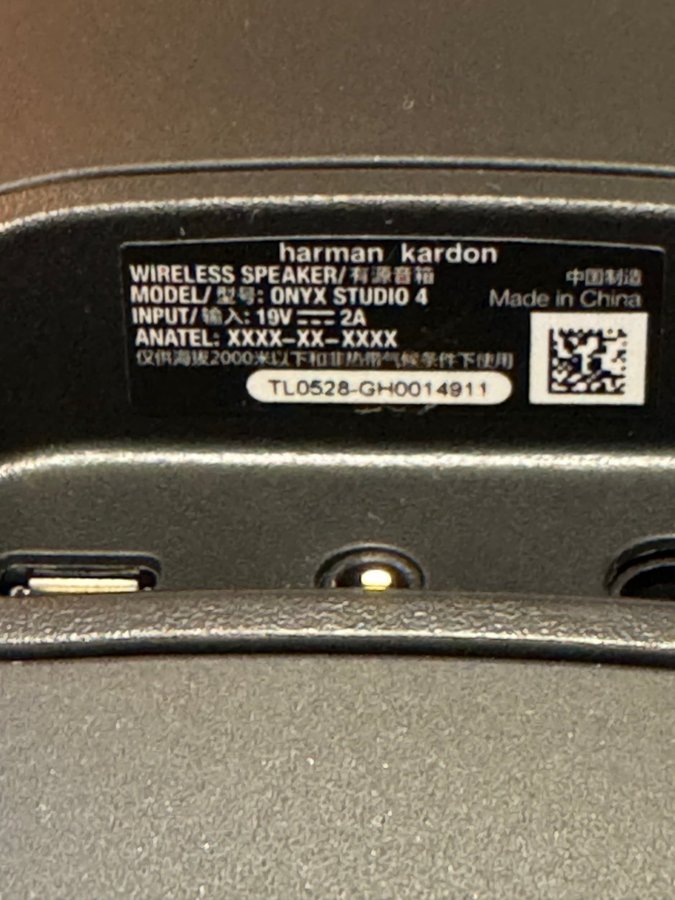 harman / kardon
WIRELESS SPEAKER/ 有源音箱
中国制造
MODEL/ 型号: ONYX STUDIO 4
Made in China
INPUT/ 输入: 19V ⎓ 2A
ANATEL: XXXX-XX-XXXX
仅供海拔2000米以下和非热带气候条件下使用
TL0528-GH0014911